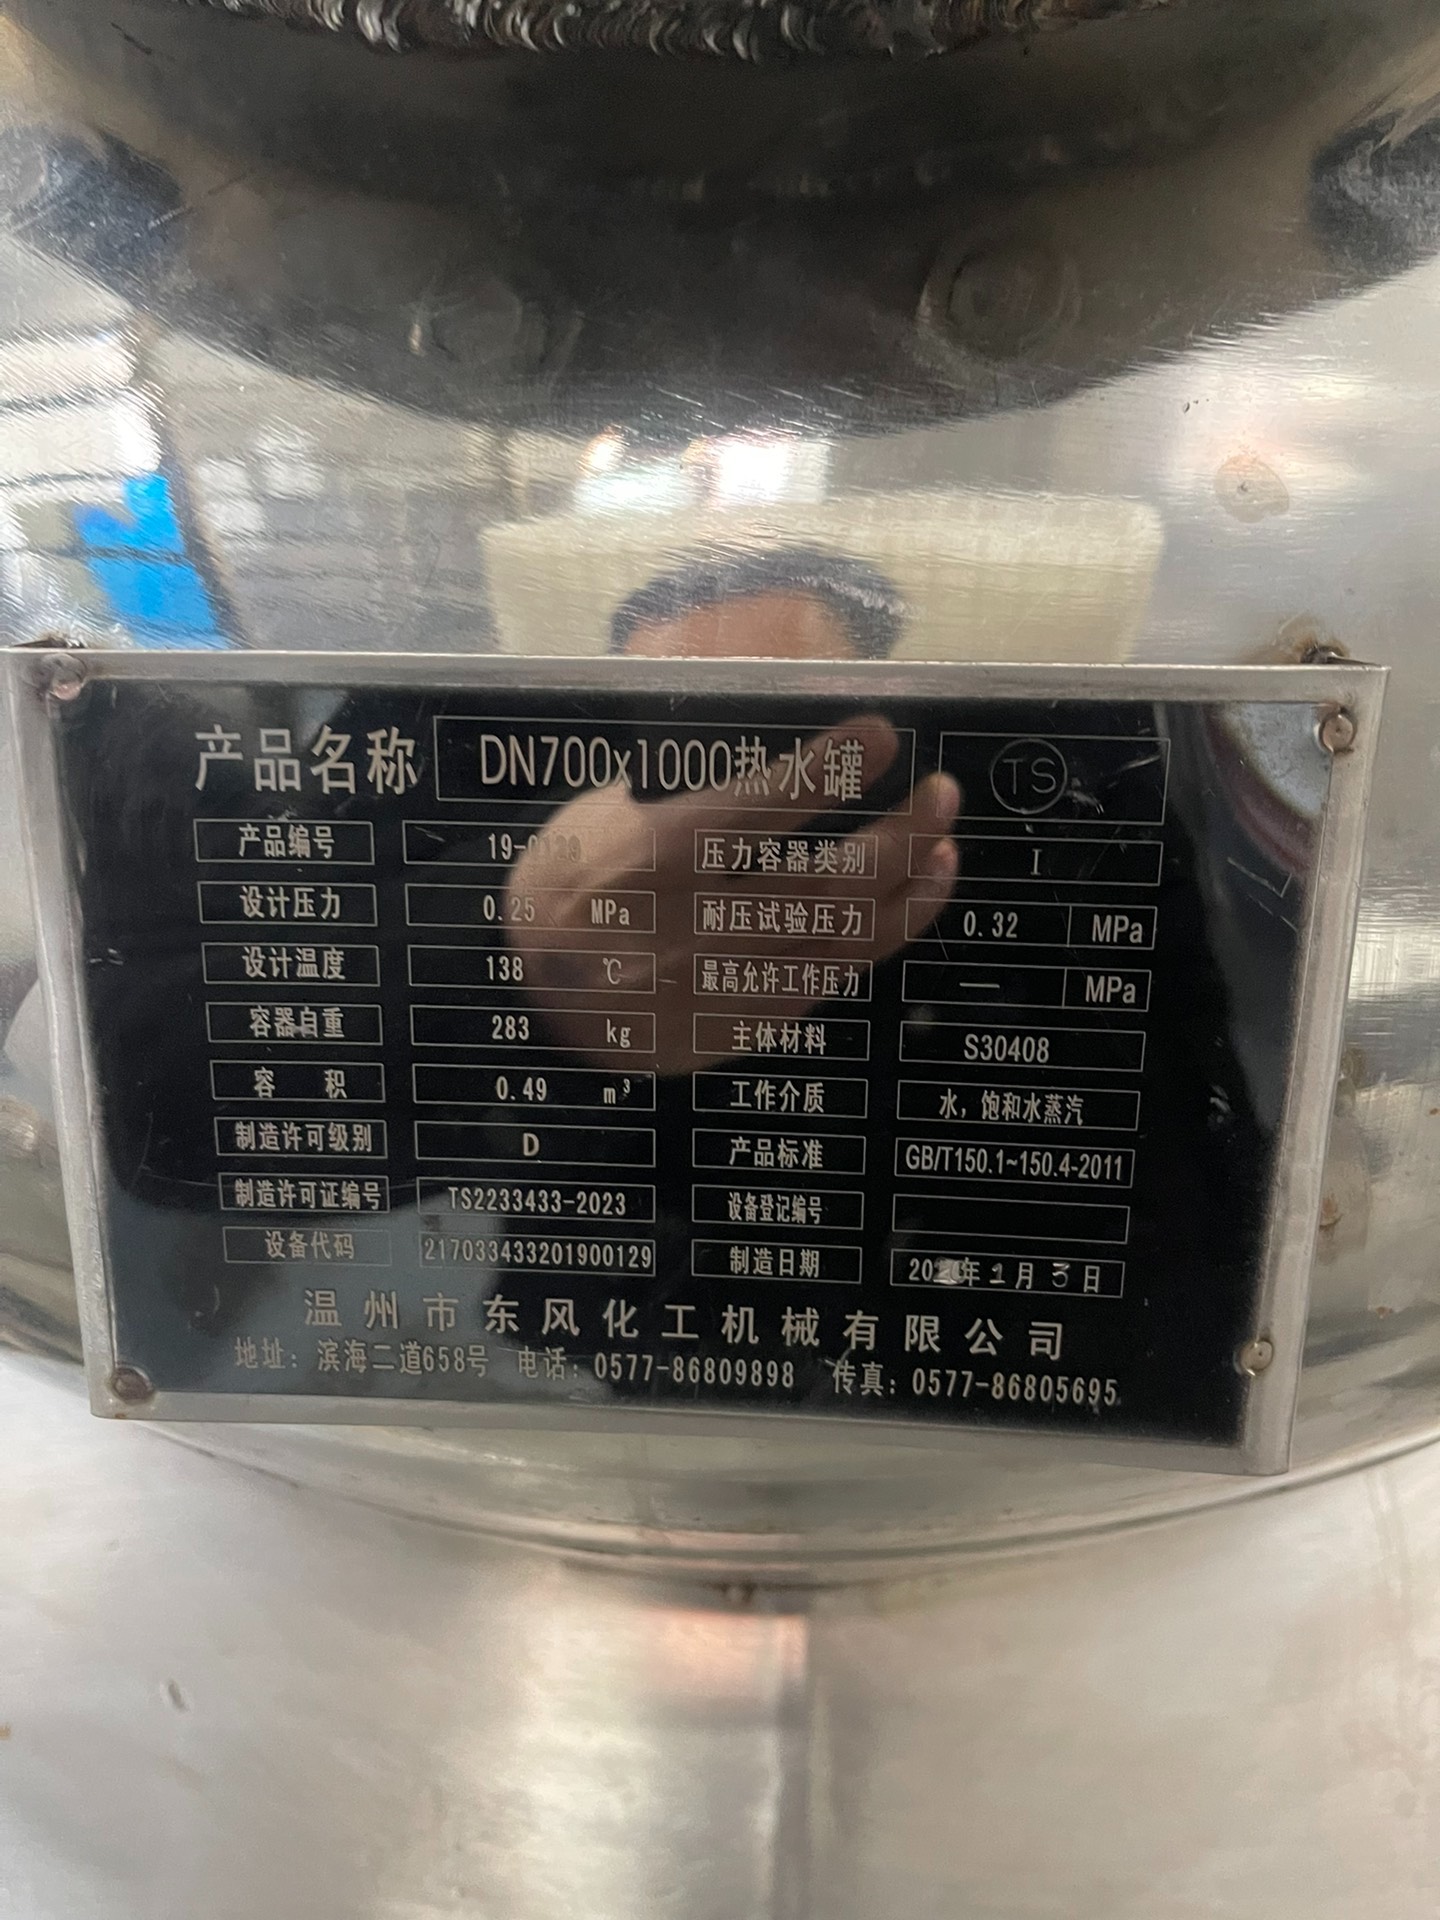 产品名称 DN700x1000热水罐 TS
产品编号 19-0129 压力容器类别 I
设计压力 0.25 MPa 耐压试验压力 0.32 MPa
设计温度 138 ℃ 最高允许工作压力 — MPa
容器自重 283 kg 主体材料 S30408
容 积 0.49 m³ 工作介质 水，饱和水蒸汽
制造许可级别 D 产品标准 GB/T150.1~150.4-2011
制造许可证编号 TS2233433-2023 设备登记编号
设备代码 217033433201900129 制造日期 2020年1月3日
温州市东风化工机械有限公司
地址：滨海二道658号 电话：0577-86809898 传真：0577-86805695